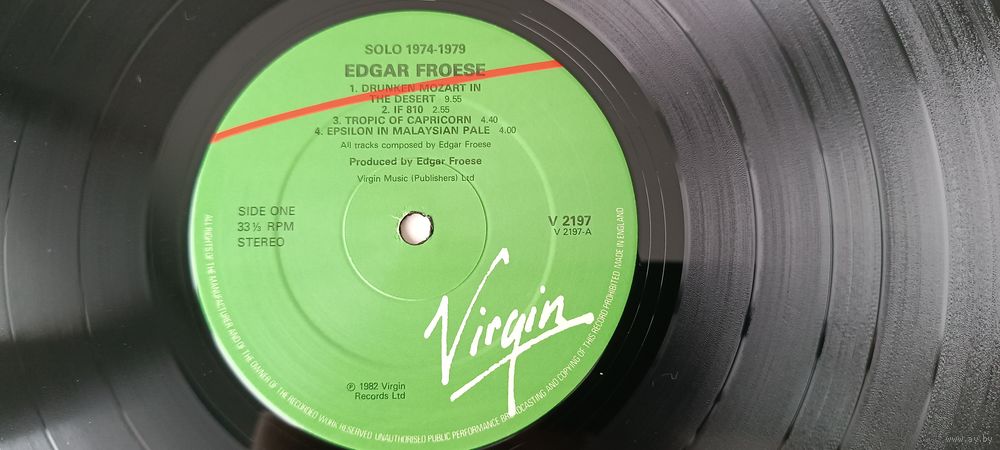 SOLO 1974-1979
EDGAR FROESE
1. DRUNKEN MOZART IN
THE DESERT 9.55
2. IF 810 2.55
3. TROPIC OF CAPRICORN 4.40
4. EPSILON IN MALAYSIAN PALE 4.00
All tracks composed by Edgar Froese
Produced by Edgar Froese
Virgin Music (Publishers) Ltd
SIDE ONE
33⅓ RPM
STEREO
V 2197
V 2197-A
Virgin
℗ 1982 Virgin
Records Ltd
ALL RIGHTS OF THE MANUFACTURER AND OF THE OWNER OF THE RECORDED WORK RESERVED UNAUTHORISED PUBLIC PERFORMANCE BROADCASTING AND COPYING OF THIS RECORD PROHIBITED MADE IN ENGLAND
www.ay.by